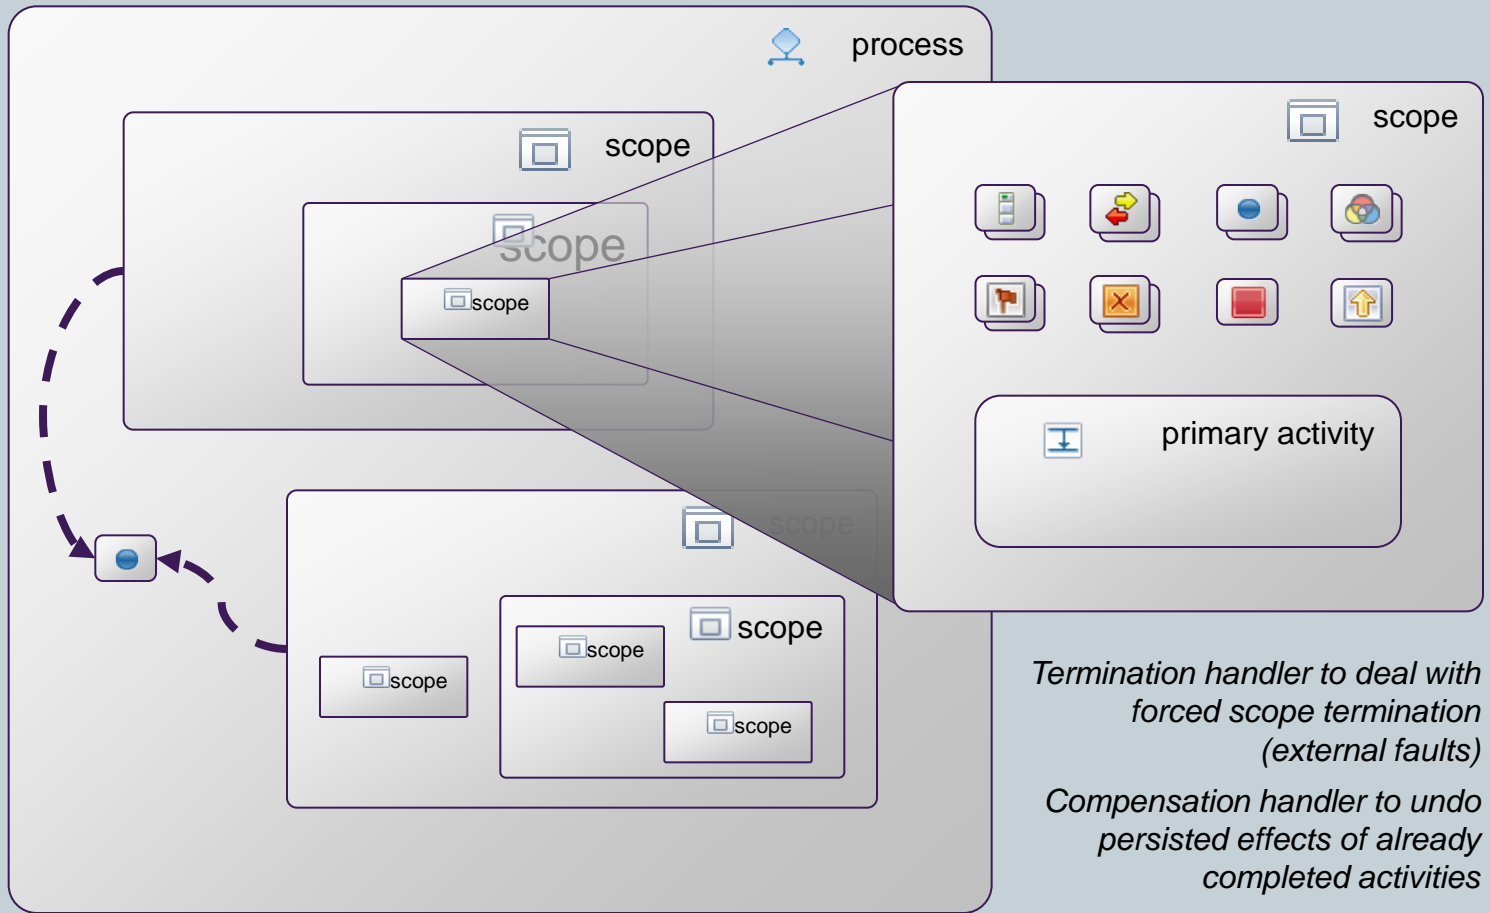 process
scope
scope
scope
scope
primary activity
scope
scope
scope
scope
scope
Termination handler to deal with
forced scope termination
(external faults)
Compensation handler to undo
persisted effects of already
completed activities